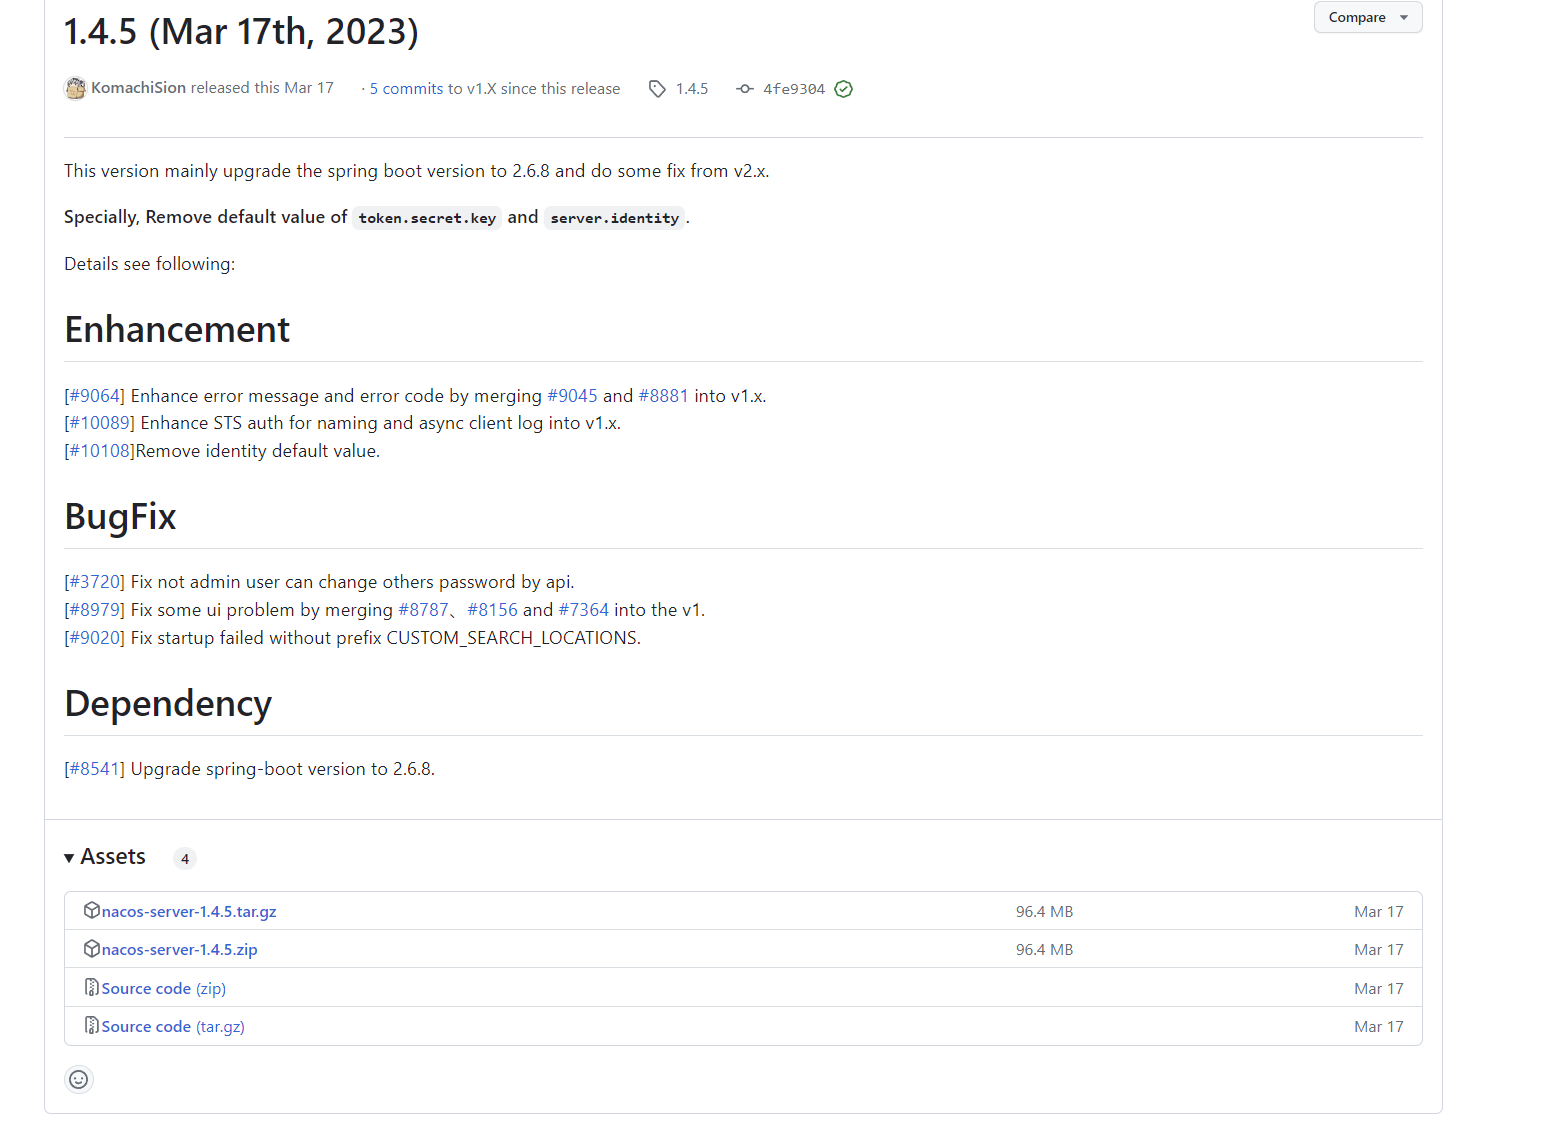 1.4.5 (Mar 17th, 2023)
Compare
KomachiSion released this Mar 17 · 5 commits to v1.X since this release 1.4.5 4fe9304
This version mainly upgrade the spring boot version to 2.6.8 and do some fix from v2.x.
Specially, Remove default value of token.secret.key and server.identity.
Details see following:
Enhancement
[#9064] Enhance error message and error code by merging #9045 and #8881 into v1.x.
[#10089] Enhance STS auth for naming and async client log into v1.x.
[#10108]Remove identity default value.
BugFix
[#3720] Fix not admin user can change others password by api.
[#8979] Fix some ui problem by merging #8787、#8156 and #7364 into the v1.
[#9020] Fix startup failed without prefix CUSTOM_SEARCH_LOCATIONS.
Dependency
[#8541] Upgrade spring-boot version to 2.6.8.
Assets 4
nacos-server-1.4.5.tar.gz 96.4 MB Mar 17
nacos-server-1.4.5.zip 96.4 MB Mar 17
Source code (zip) Mar 17
Source code (tar.gz) Mar 17